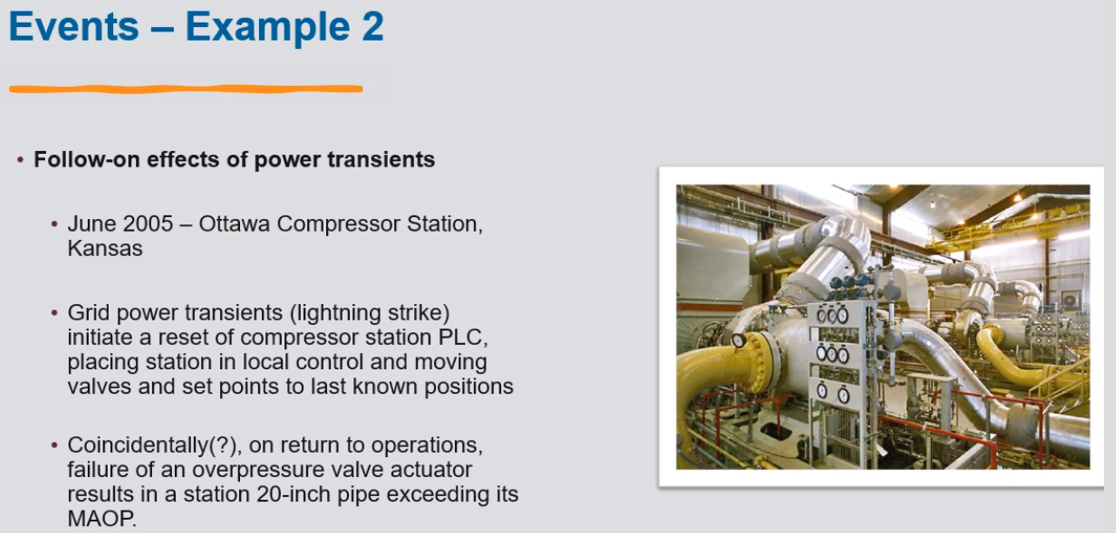 Events – Example 2
• Follow-on effects of power transients
• June 2005 – Ottawa Compressor Station,
Kansas
• Grid power transients (lightning strike)
initiate a reset of compressor station PLC,
placing station in local control and moving
valves and set points to last known positions
• Coincidentally(?), on return to operations,
failure of an overpressure valve actuator
results in a station 20-inch pipe exceeding its
MAOP.